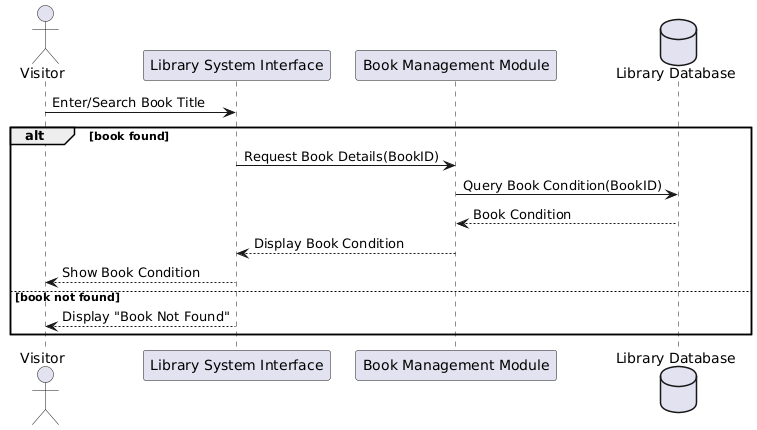 Visitor
Library System Interface
Book Management Module
Library Database
Enter/Search Book Title
alt
[book found]
Request Book Details(BookID)
Query Book Condition(BookID)
Book Condition
Display Book Condition
Show Book Condition
[book not found]
Display "Book Not Found"
Visitor
Library System Interface
Book Management Module
Library Database